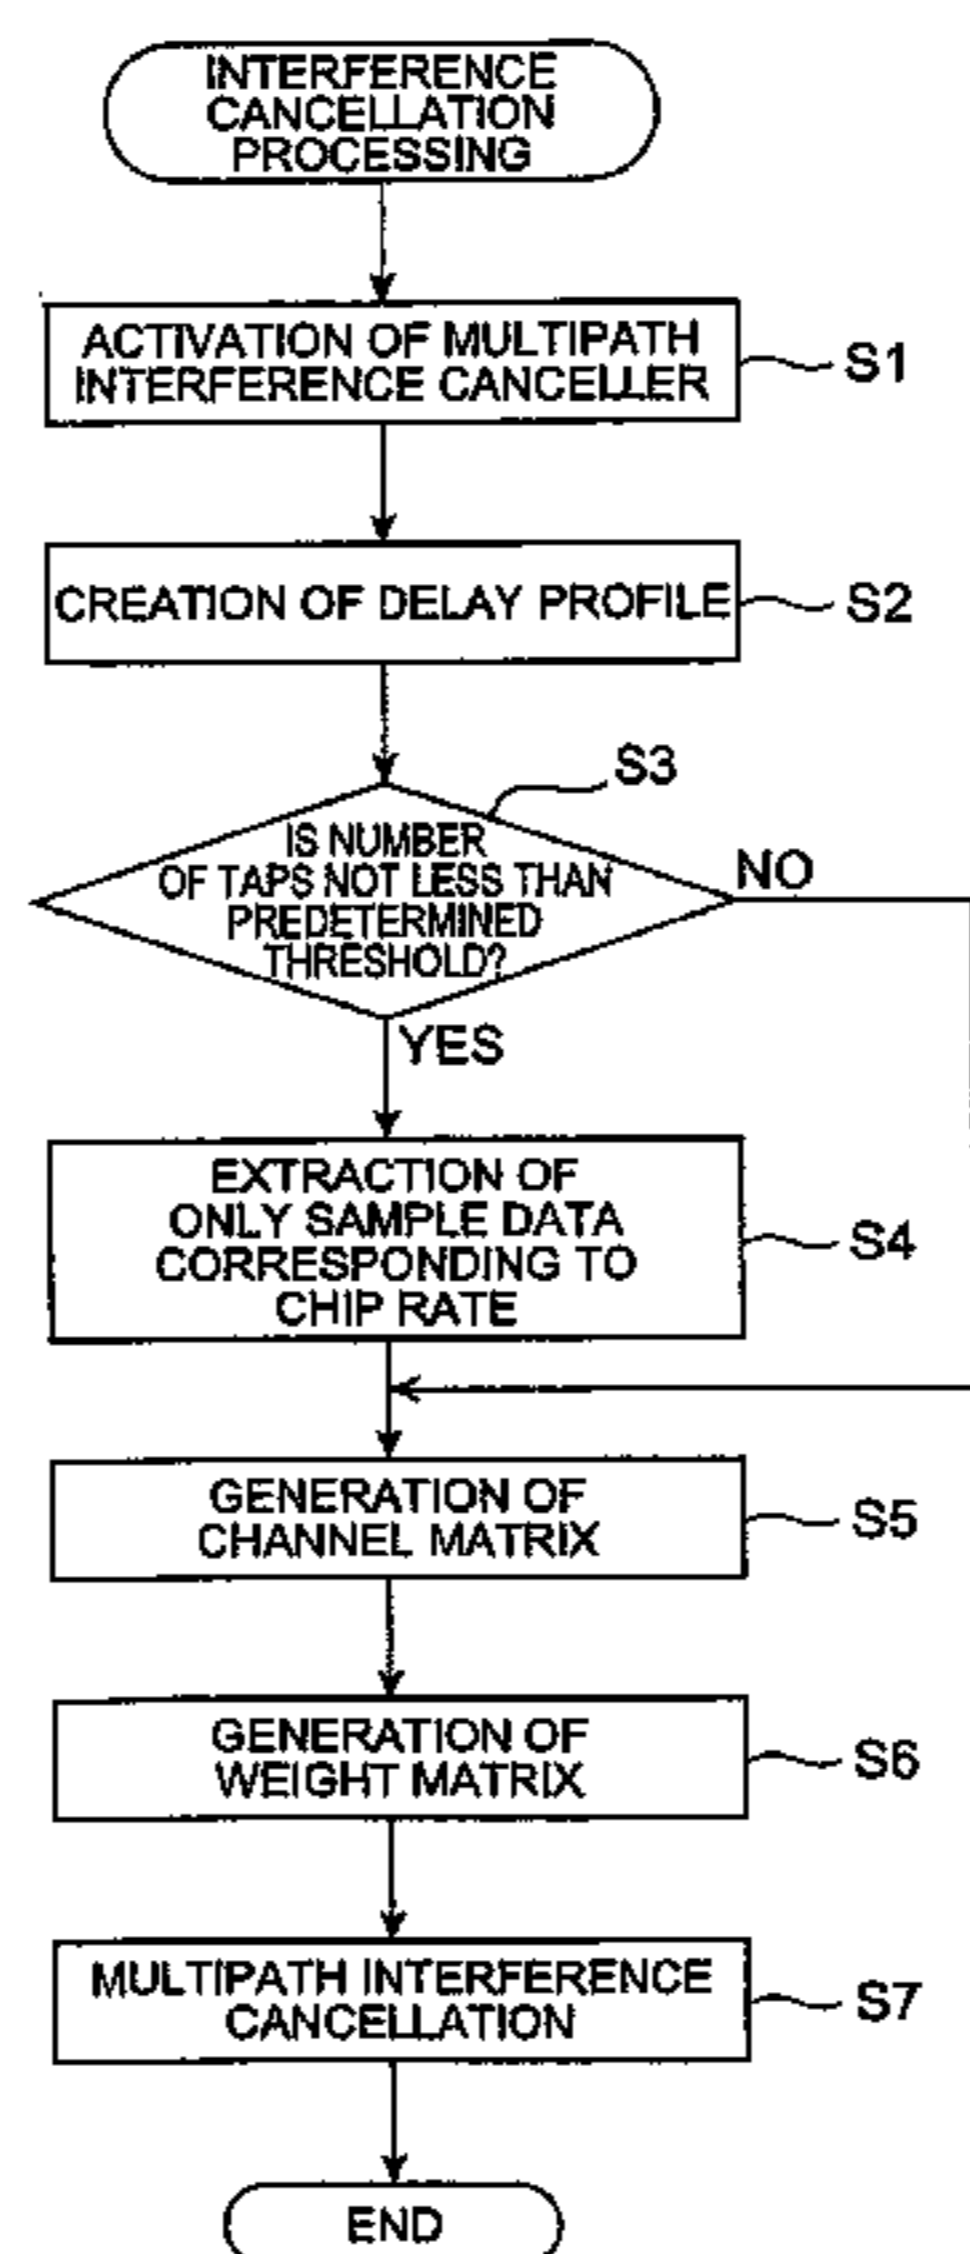 INTERFERENCE
CANCELLATION
PROCESSING
ACTIVATION OF MULTIPATH
INTERFERENCE CANCELLER
S1
CREATION OF DELAY PROFILE
S2
S3
IS NUMBER
OF TAPS NOT LESS THAN
PREDETERMINED
THRESHOLD?
NO
YES
EXTRACTION OF
ONLY SAMPLE DATA
CORRESPONDING TO
CHIP RATE
S4
GENERATION OF
CHANNEL MATRIX
S5
GENERATION OF
WEIGHT MATRIX
S6
MULTIPATH INTERFERENCE
CANCELLATION
S7
END